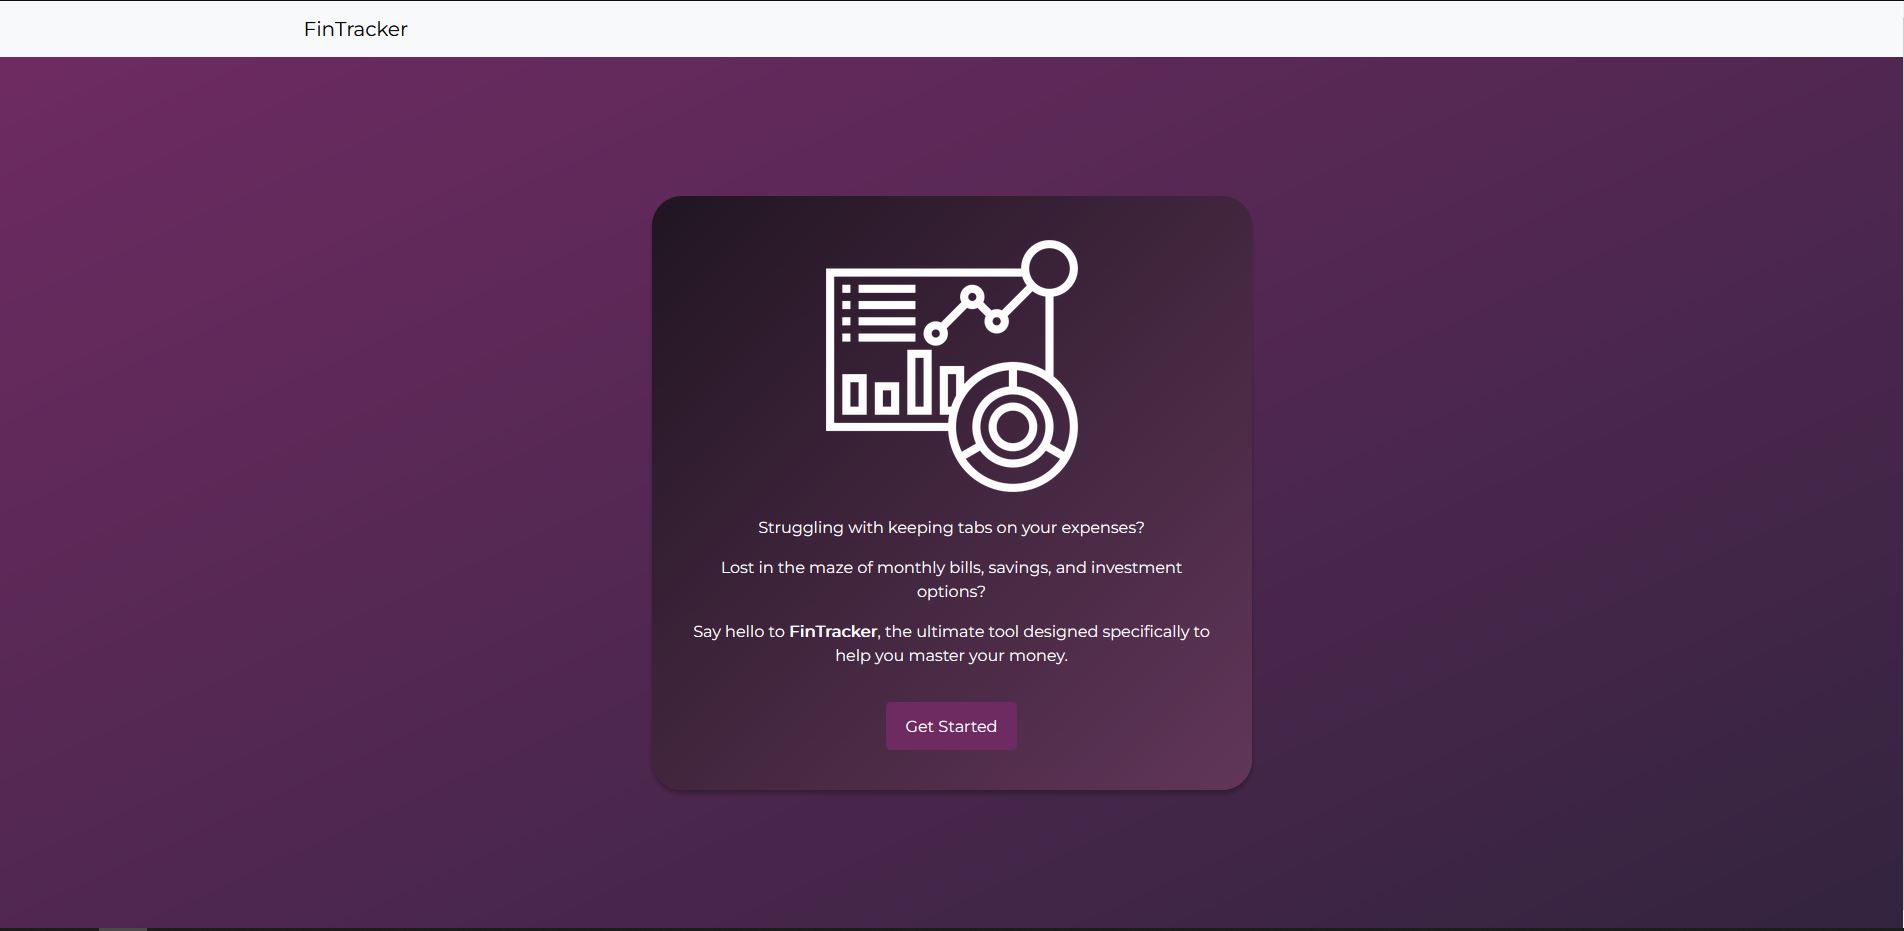 FinTracker
Struggling with keeping tabs on your expenses?
Lost in the maze of monthly bills, savings, and investment
options?
Say hello to FinTracker, the ultimate tool designed specifically to
help you master your money.
Get Started